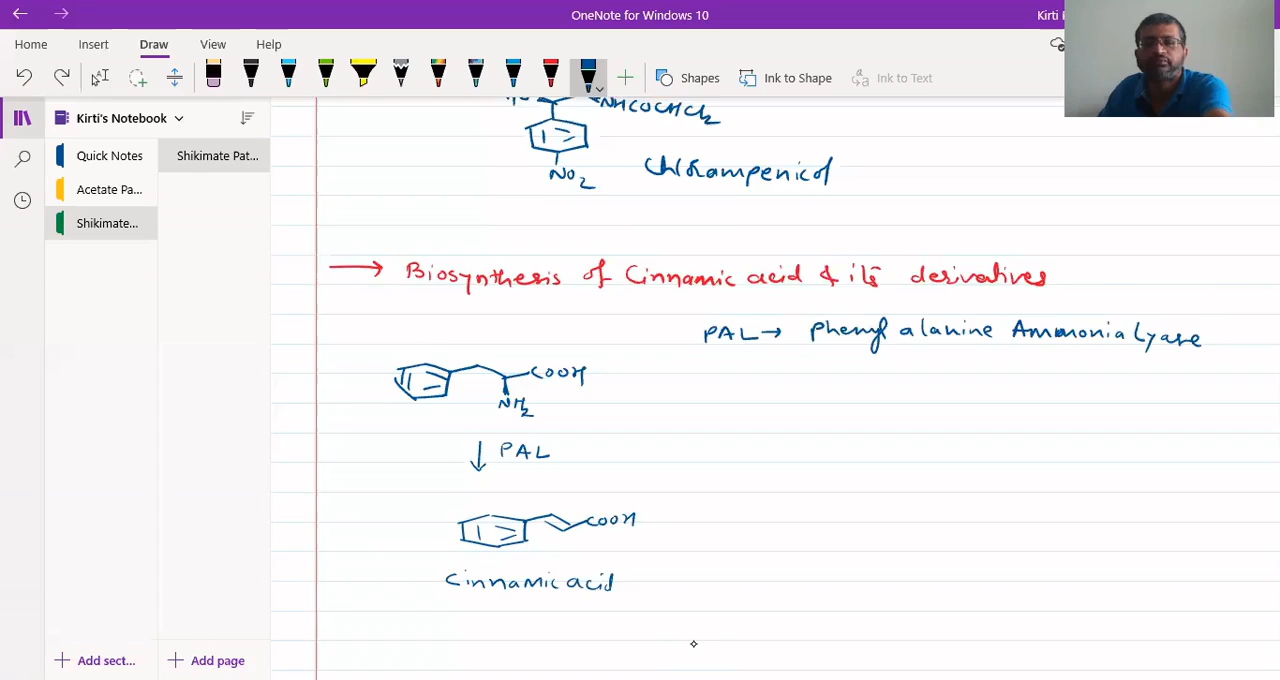 OneNote for Windows 10
Kirti
Home Insert Draw View Help
Shapes Ink to Shape Ink to Text
Kirti's Notebook
Quick Notes
Acetate Pa...
Shikimate...
Shikimate Pat...
NHCOCHCl2
NO2
Chlorampenicol
→ Biosynthesis of Cinnamic acid & its derivatives
PAL → Phenyl alanine Ammonia lyase
COOH
NH2
↓ PAL
COOH
Cinnamic acid
+ Add sect... + Add page